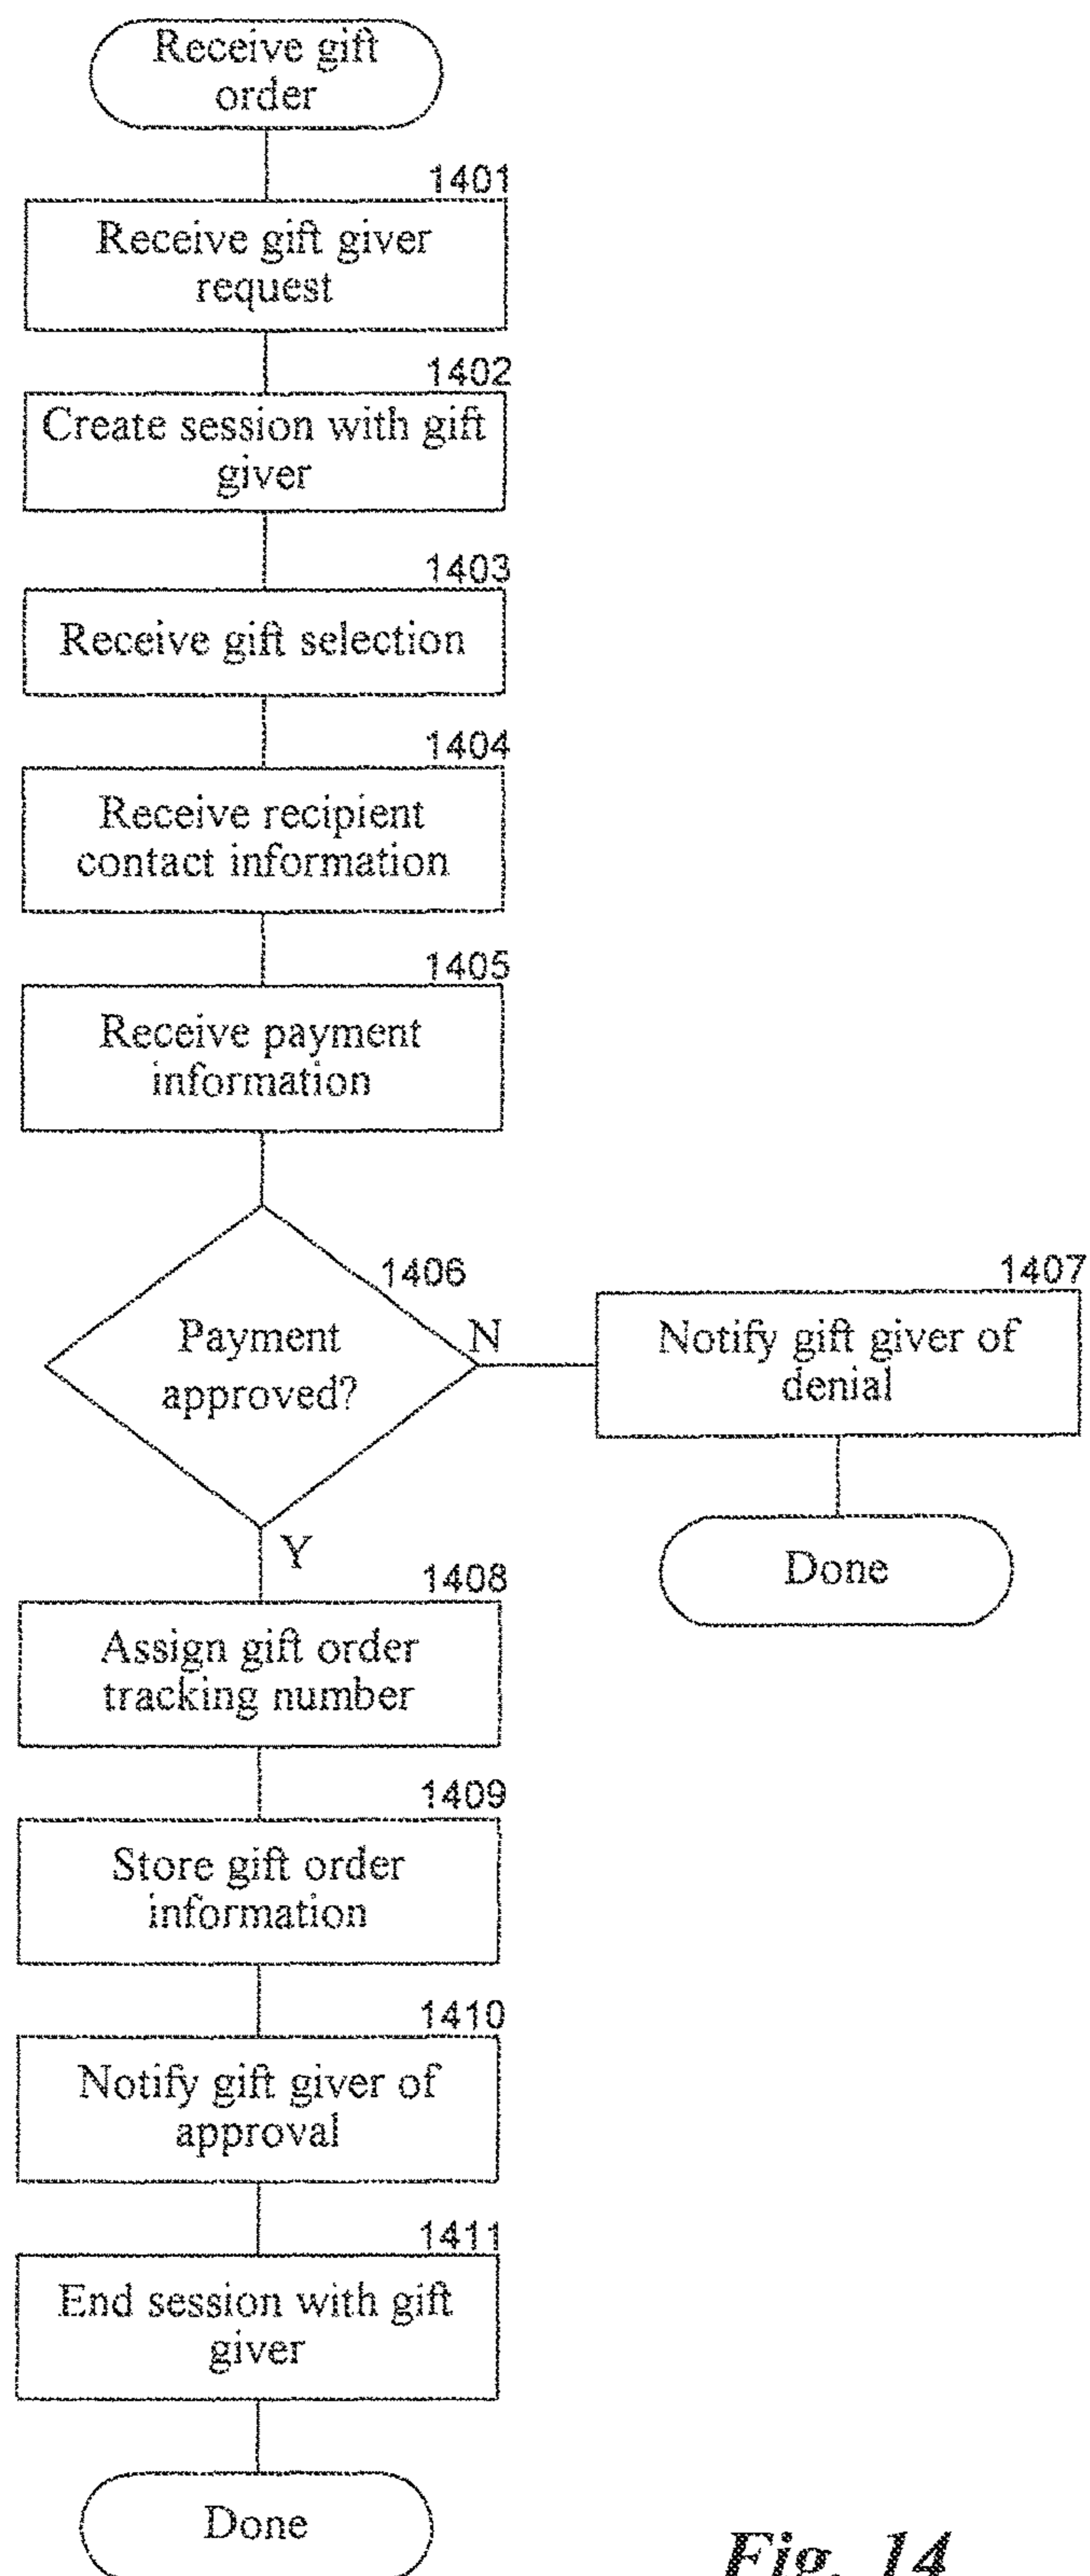 Receive gift
order
1401
Receive gift giver
request
1402
Create session with gift
giver
1403
Receive gift selection
1404
Receive recipient
contact information
1405
Receive payment
information
1406
Payment
approved?
N
1407
Notify gift giver of
denial
Done
Y
1408
Assign gift order
tracking number
1409
Store gift order
information
1410
Notify gift giver of
approval
1411
End session with gift
giver
Done
Fig. 14